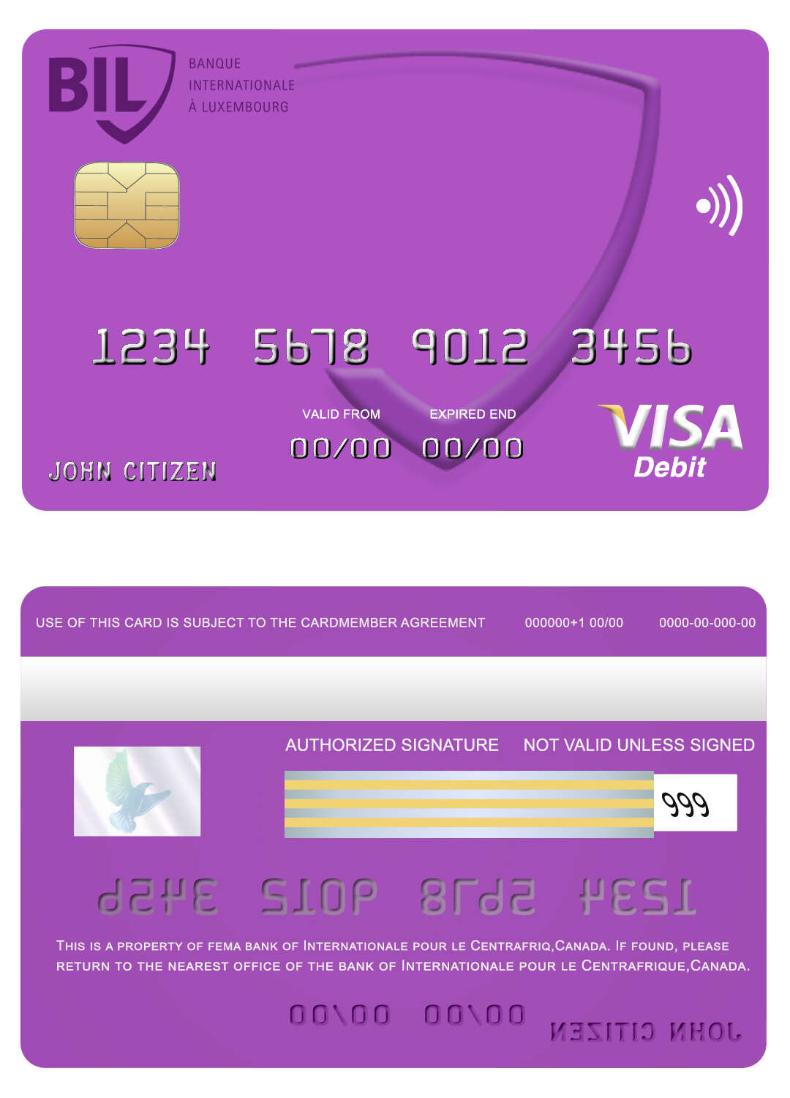 BIL
BANQUE
INTERNATIONALE
À LUXEMBOURG
1234 5678 9012 3456
VALID FROM EXPIRED END
00/00 00/00
JOHN CITIZEN
VISA
Debit
USE OF THIS CARD IS SUBJECT TO THE CARDMEMBER AGREEMENT 000000+1 00/00 0000-00-000-00
AUTHORIZED SIGNATURE NOT VALID UNLESS SIGNED
999
1234 5678 9012 3456
THIS IS A PROPERTY OF FEMA BANK OF INTERNATIONALE POUR LE CENTRAFRIQ,CANADA. IF FOUND, PLEASE
RETURN TO THE NEAREST OFFICE OF THE BANK OF INTERNATIONALE POUR LE CENTRAFRIQUE,CANADA.
00/00 00/00
JOHN CITIZEN